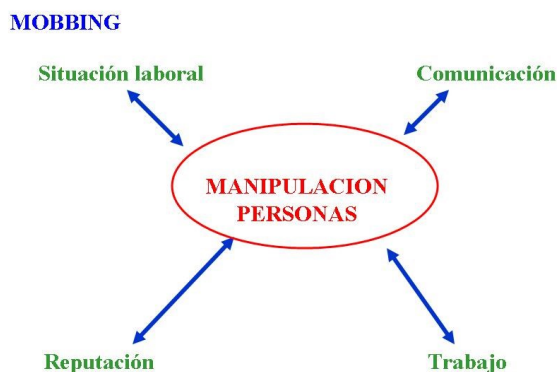 MOBBING
Situación laboral
Comunicación
MANIPULACION
PERSONAS
Reputación
Trabajo